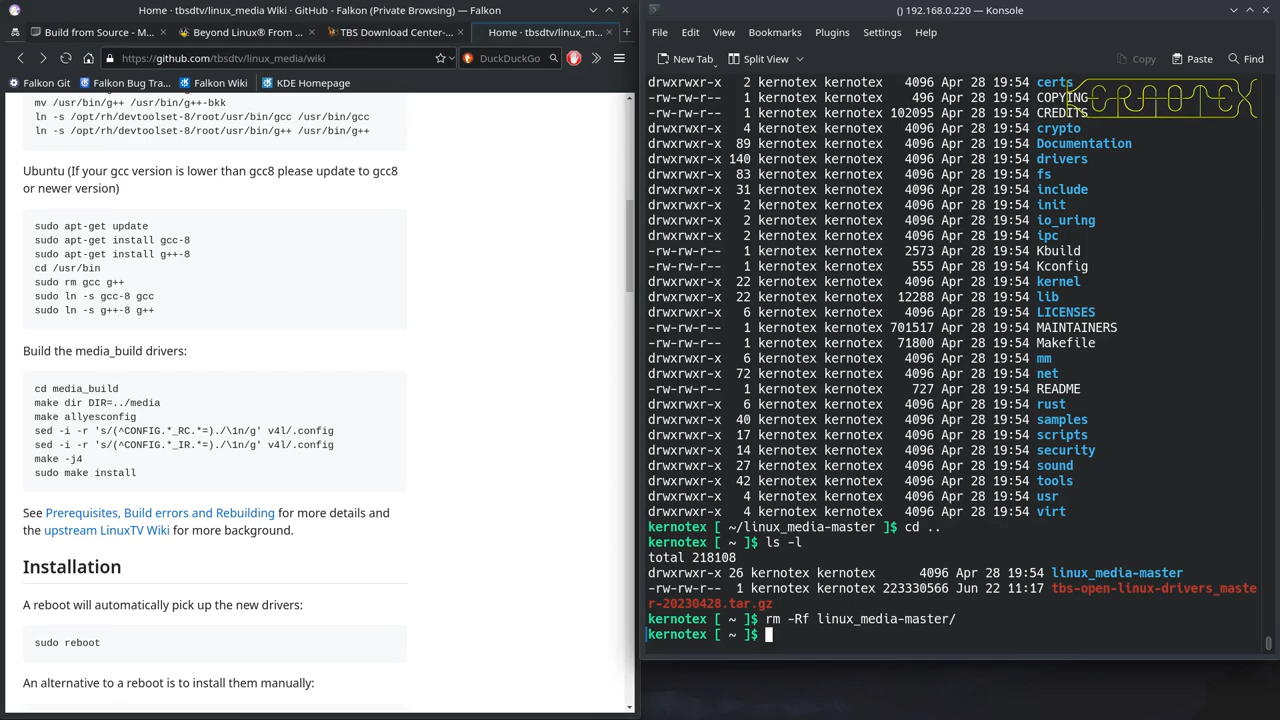 Home · tbsdtv/linux_media Wiki · GitHub - Falkon (Private Browsing) — Falkon
Build from Source - M...
Beyond Linux® From ...
TBS Download Center-...
Home · tbsdtv/linux_m...
https://github.com/tbsdtv/linux_media/wiki
DuckDuckGo
Falkon Git
Falkon Bug Tra...
Falkon Wiki
KDE Homepage
mv /usr/bin/g++ /usr/bin/g++-bkk
ln -s /opt/rh/devtoolset-8/root/usr/bin/gcc /usr/bin/gcc
ln -s /opt/rh/devtoolset-8/root/usr/bin/g++ /usr/bin/g++
Ubuntu (If your gcc version is lower than gcc8 please update to gcc8
or newer version)
sudo apt-get update
sudo apt-get install gcc-8
sudo apt-get install g++-8
cd /usr/bin
sudo rm gcc g++
sudo ln -s gcc-8 gcc
sudo ln -s g++-8 g++
Build the media_build drivers:
cd media_build
make dir DIR=../media
make allyesconfig
sed -i -r 's/(^CONFIG.*_RC.*=)./\1n/g' v4l/.config
sed -i -r 's/(^CONFIG.*_IR.*=)./\1n/g' v4l/.config
make -j4
sudo make install
See Prerequisites, Build errors and Rebuilding for more details and
the upstream LinuxTV Wiki for more background.
Installation
A reboot will automatically pick up the new drivers:
sudo reboot
An alternative to a reboot is to install them manually:
() 192.168.0.220 — Konsole
File Edit View Bookmarks Plugins Settings Help
New Tab Split View Copy Paste Find
drwxrwxr-x 2 kernotex kernotex 4096 Apr 28 19:54 certs
-rw-rw-r-- 1 kernotex kernotex 496 Apr 28 19:54 COPYING
-rw-rw-r-- 1 kernotex kernotex 102095 Apr 28 19:54 CREDITS
drwxrwxr-x 4 kernotex kernotex 4096 Apr 28 19:54 crypto
drwxrwxr-x 89 kernotex kernotex 4096 Apr 28 19:54 Documentation
drwxrwxr-x 140 kernotex kernotex 4096 Apr 28 19:54 drivers
drwxrwxr-x 83 kernotex kernotex 4096 Apr 28 19:54 fs
drwxrwxr-x 31 kernotex kernotex 4096 Apr 28 19:54 include
drwxrwxr-x 2 kernotex kernotex 4096 Apr 28 19:54 init
drwxrwxr-x 2 kernotex kernotex 4096 Apr 28 19:54 io_uring
drwxrwxr-x 2 kernotex kernotex 4096 Apr 28 19:54 ipc
-rw-rw-r-- 1 kernotex kernotex 2573 Apr 28 19:54 Kbuild
-rw-rw-r-- 1 kernotex kernotex 555 Apr 28 19:54 Kconfig
drwxrwxr-x 22 kernotex kernotex 4096 Apr 28 19:54 kernel
drwxrwxr-x 22 kernotex kernotex 12288 Apr 28 19:54 lib
drwxrwxr-x 6 kernotex kernotex 4096 Apr 28 19:54 LICENSES
-rw-rw-r-- 1 kernotex kernotex 701517 Apr 28 19:54 MAINTAINERS
-rw-rw-r-- 1 kernotex kernotex 71800 Apr 28 19:54 Makefile
drwxrwxr-x 6 kernotex kernotex 4096 Apr 28 19:54 mm
drwxrwxr-x 72 kernotex kernotex 4096 Apr 28 19:54 net
-rw-rw-r-- 1 kernotex kernotex 727 Apr 28 19:54 README
drwxrwxr-x 6 kernotex kernotex 4096 Apr 28 19:54 rust
drwxrwxr-x 40 kernotex kernotex 4096 Apr 28 19:54 samples
drwxrwxr-x 17 kernotex kernotex 4096 Apr 28 19:54 scripts
drwxrwxr-x 14 kernotex kernotex 4096 Apr 28 19:54 security
drwxrwxr-x 27 kernotex kernotex 4096 Apr 28 19:54 sound
drwxrwxr-x 42 kernotex kernotex 4096 Apr 28 19:54 tools
drwxrwxr-x 4 kernotex kernotex 4096 Apr 28 19:54 usr
drwxrwxr-x 4 kernotex kernotex 4096 Apr 28 19:54 virt
kernotex [ ~/linux_media-master ]$ cd ..
kernotex [ ~ ]$ ls -l
total 218108
drwxrwxr-x 26 kernotex kernotex 4096 Apr 28 19:54 linux_media-master
-rw-rw-r-- 1 kernotex kernotex 223330566 Jun 22 11:17 tbs-open-linux-drivers_maste
r-20230428.tar.gz
kernotex [ ~ ]$ rm -Rf linux_media-master/
kernotex [ ~ ]$